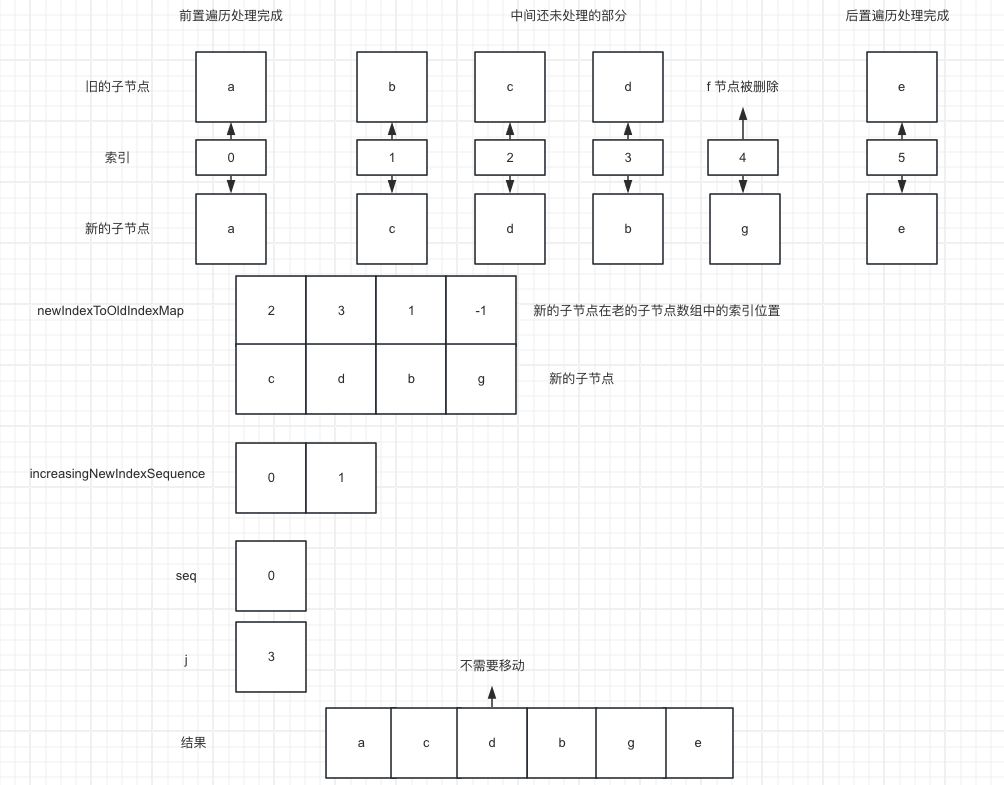 前置遍历处理完成 中间还未处理的部分 后置遍历处理完成
旧的子节点 a b c d f 节点被删除 e
索引 0 1 2 3 4 5
新的子节点 a c d b g e
newIndexToOldIndexMap 2 3 1 -1 新的子节点在老的子节点数组中的索引位置
c d b g 新的子节点
increasingNewIndexSequence 0 1
seq 0
j 3
不需要移动
结果 a c d b g e